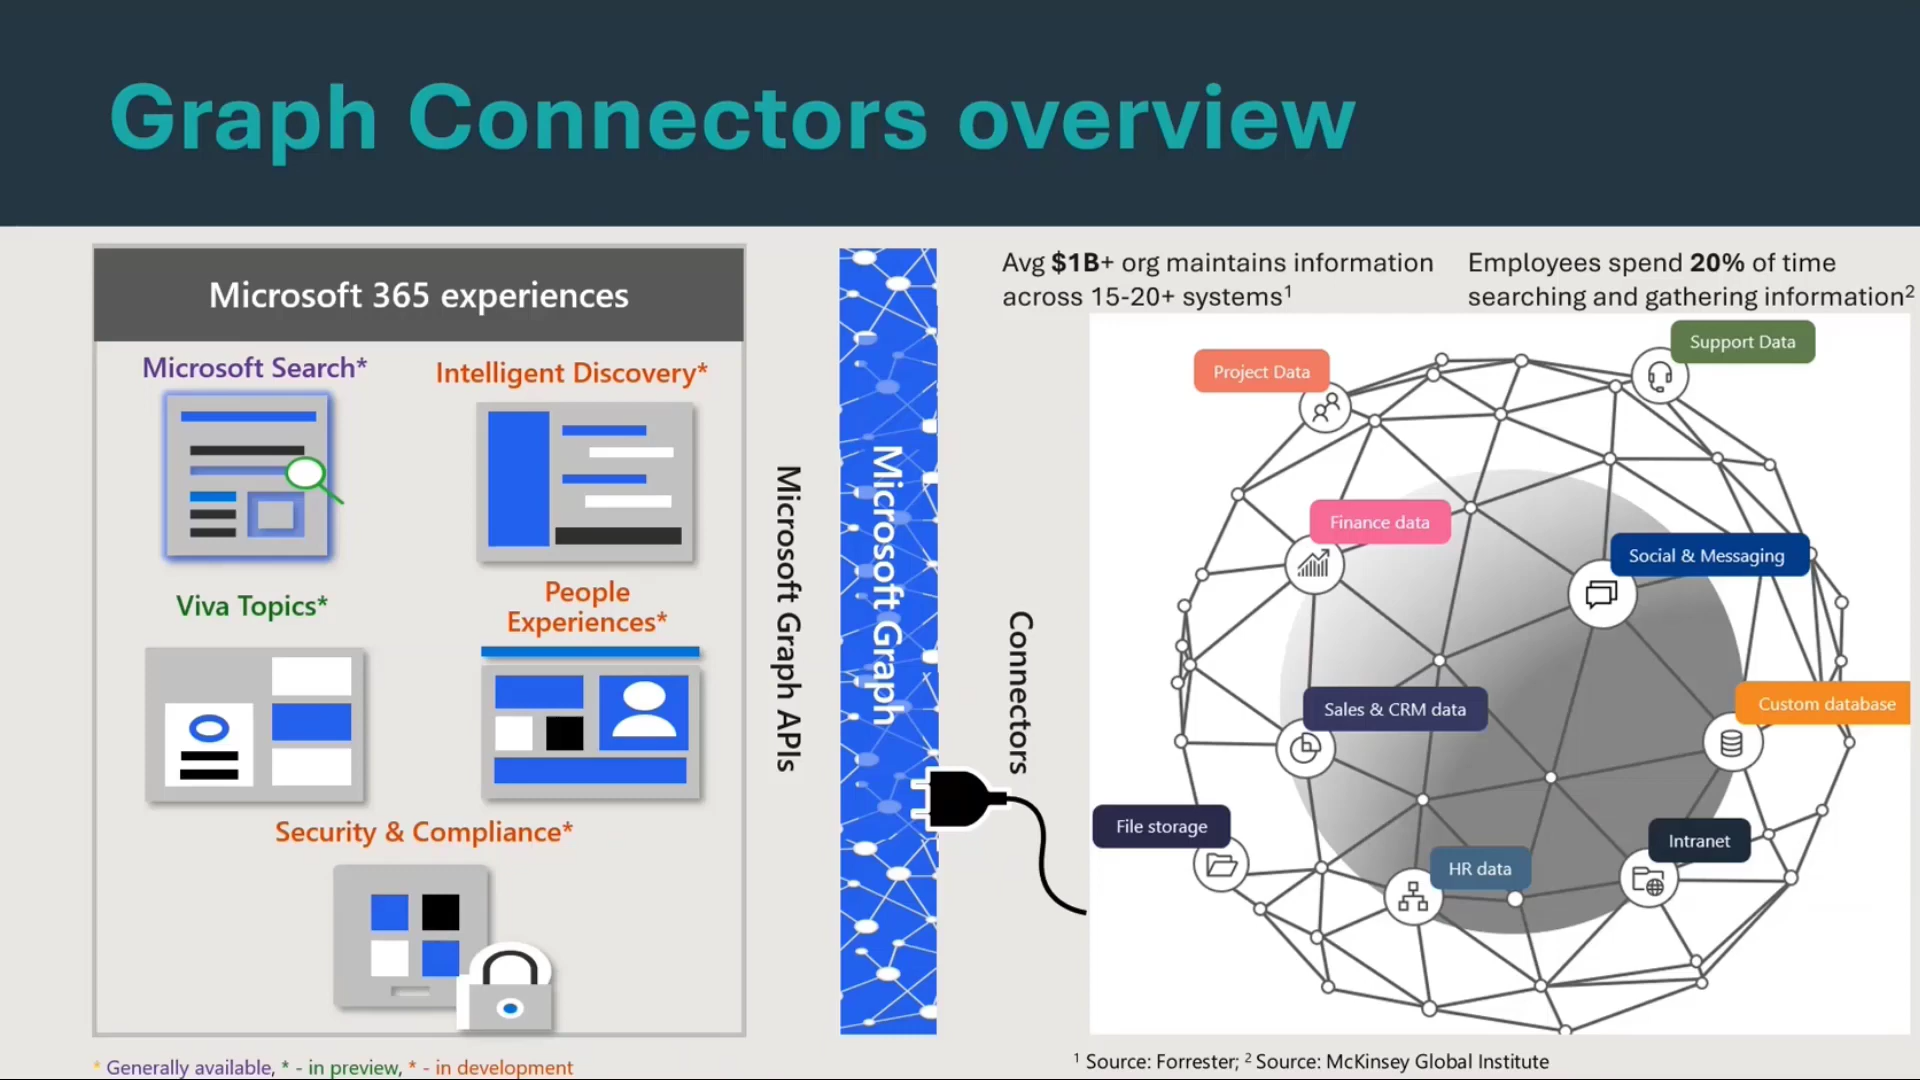 Graph Connectors overview
Microsoft 365 experiences
Microsoft Search*
Intelligent Discovery*
Viva Topics*
People
Experiences*
Security & Compliance*
* Generally available, * - in preview, * - in development
Microsoft Graph APIs
Microsoft Graph
Connectors
Avg $1B+ org maintains information
across 15-20+ systems¹
Employees spend 20% of time
searching and gathering information²
Project Data
Support Data
Finance data
Social & Messaging
Sales & CRM data
Custom database
File storage
Intranet
HR data
¹ Source: Forrester; ² Source: McKinsey Global Institute